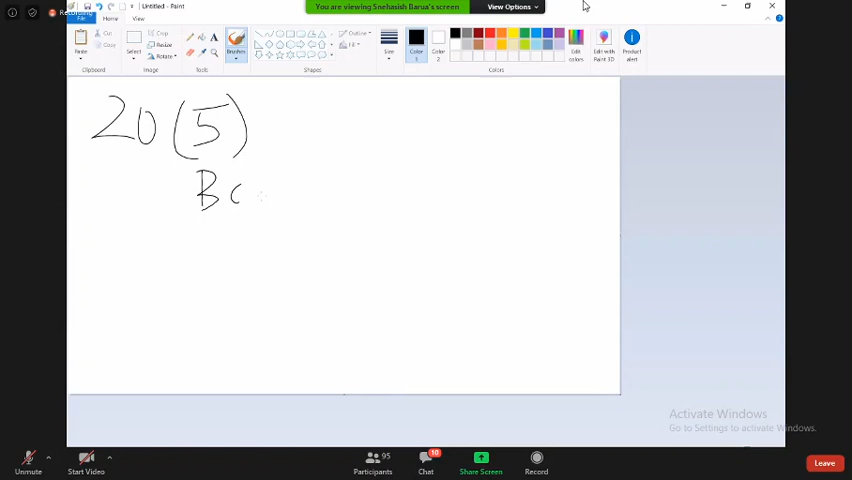 Recording
You are viewing Snehasish Barua's screen
View Options
Untitled - Paint
File
Home
View
Paste
Cut
Copy
Clipboard
Select
Crop
Resize
Rotate
Image
Tools
Brushes
Outline
Fill
Shapes
Size
Color
1
Color
2
Edit
colors
Edit with
Paint 3D
Product
alert
Colors
20 (5)
B C
Activate Windows
Go to Settings to activate Windows.
Unmute
Start Video
95
Participants
10
Chat
Share Screen
Record
Leave